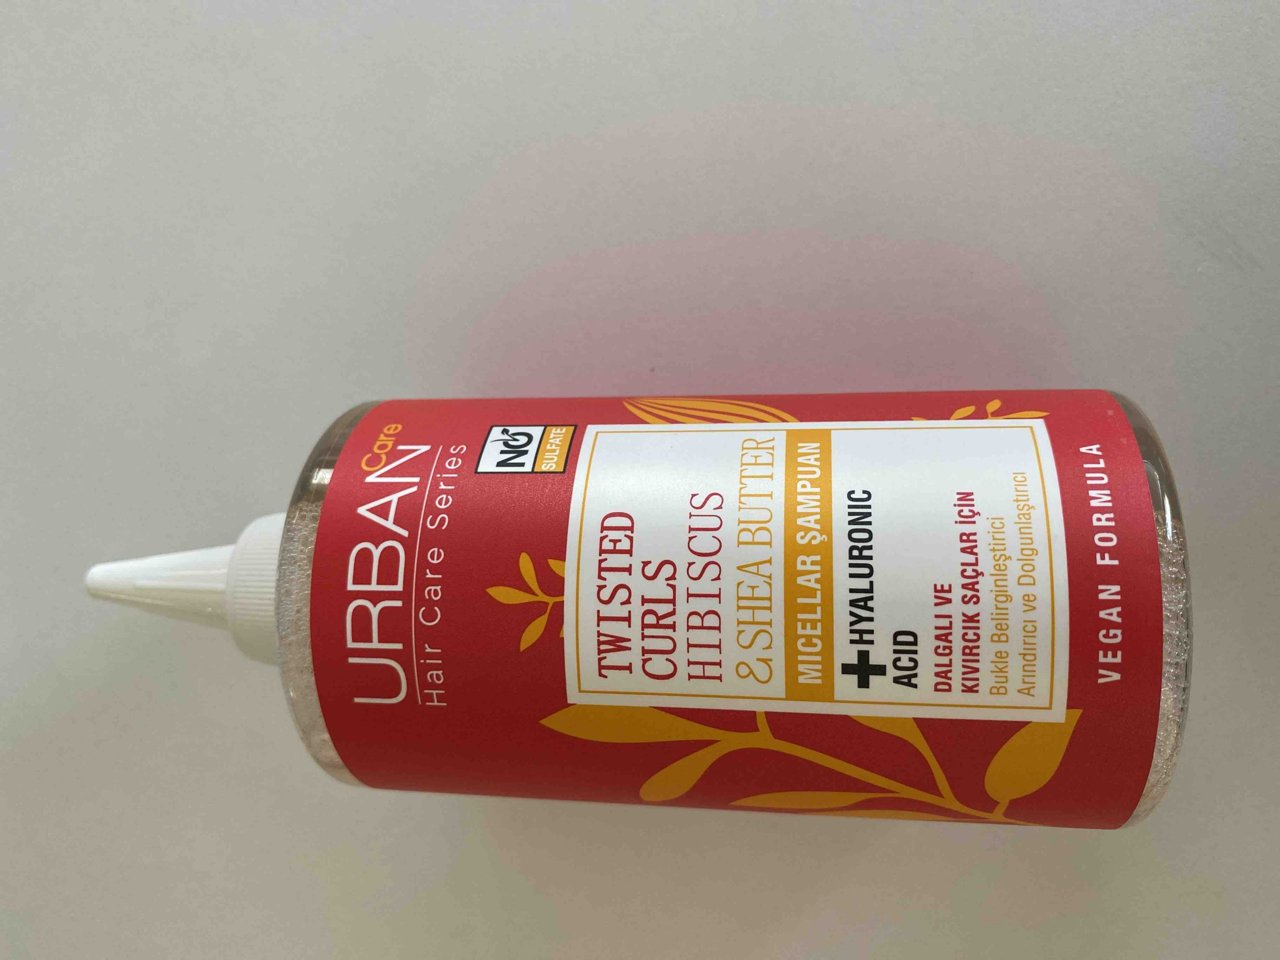 URBAN Care
Hair Care Series
NO
SULFATE
TWISTED
CURLS
HIBISCUS
& SHEA BUTTER
MICELLAR ŞAMPUAN
+HYALURONIC
ACID
DALGALI VE
KIVIRCIK SAÇLAR İÇİN
Bukle Belirginleştirici
Arındırıcı ve Dolgunlaştırıcı
VEGAN FORMULA